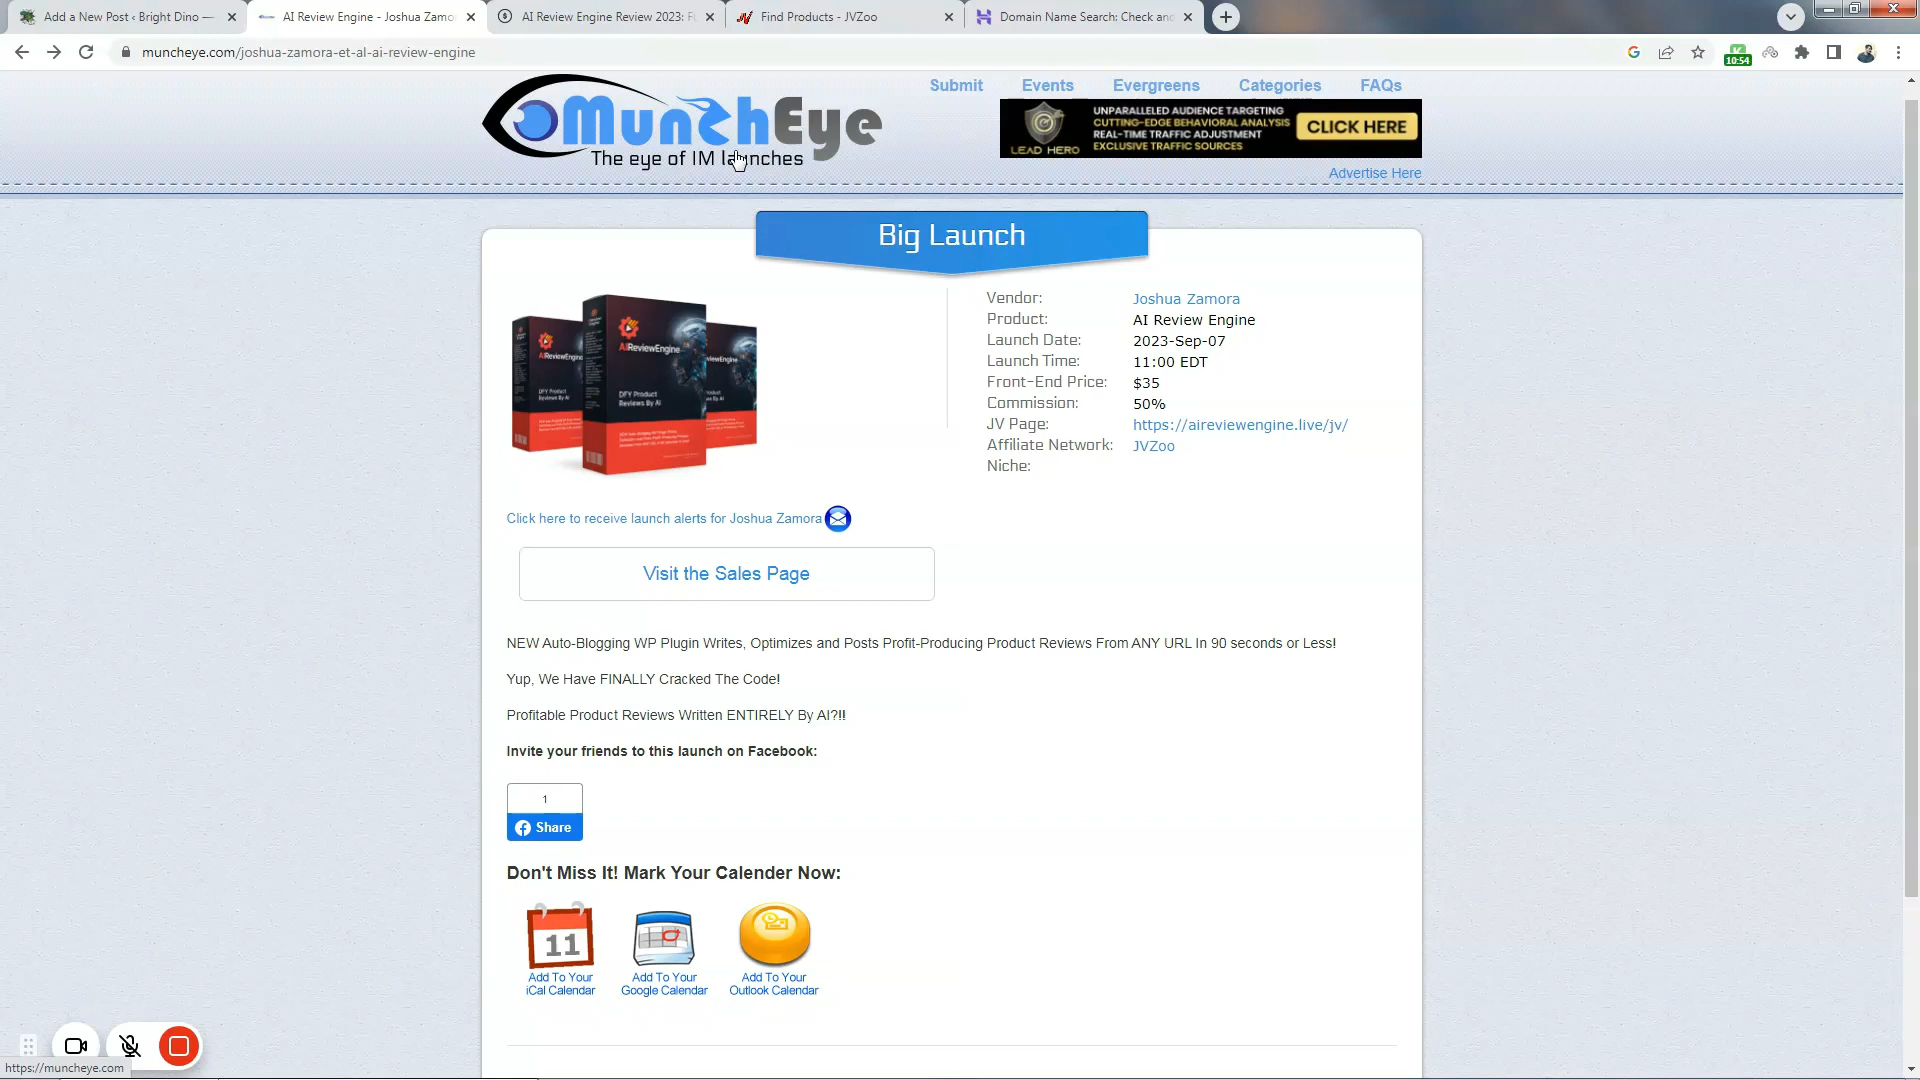 Add a New Post ‹ Bright Dino —
AI Review Engine - Joshua Zamo
AI Review Engine Review 2023: F
Find Products - JVZoo
Domain Name Search: Check and
muncheye.com/joshua-zamora-et-al-ai-review-engine
10:54
MunchEye
The eye of IM launches
Submit
Events
Evergreens
Categories
FAQs
LEAD HERO
UNPARALLELED AUDIENCE TARGETING
CUTTING-EDGE BEHAVIORAL ANALYSIS
REAL-TIME TRAFFIC ADJUSTMENT
EXCLUSIVE TRAFFIC SOURCES
CLICK HERE
Advertise Here
Big Launch
AIReviewEngine
DFY Product
Reviews By AI
Vendor: Joshua Zamora
Product: AI Review Engine
Launch Date: 2023-Sep-07
Launch Time: 11:00 EDT
Front-End Price: $35
Commission: 50%
JV Page: https://aireviewengine.live/jv/
Affiliate Network: JVZoo
Niche:
Click here to receive launch alerts for Joshua Zamora
Visit the Sales Page
NEW Auto-Blogging WP Plugin Writes, Optimizes and Posts Profit-Producing Product Reviews From ANY URL In 90 seconds or Less!
Yup, We Have FINALLY Cracked The Code!
Profitable Product Reviews Written ENTIRELY By AI?!!
Invite your friends to this launch on Facebook:
1
Share
Don't Miss It! Mark Your Calender Now:
11
Add To Your
iCal Calendar
Add To Your
Google Calendar
Add To Your
Outlook Calendar
https://muncheye.com